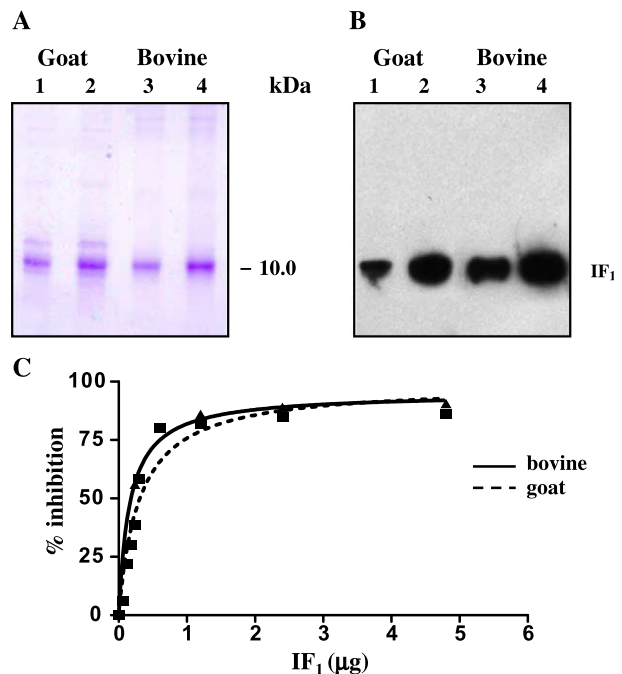 A
Goat Bovine
1 2 3 4 kDa
– 10.0
B
Goat Bovine
1 2 3 4
IF₁
C
100
75
50
25
0
% inhibition
0 1 2 3 4 5 6
IF₁ (μg)
bovine
goat